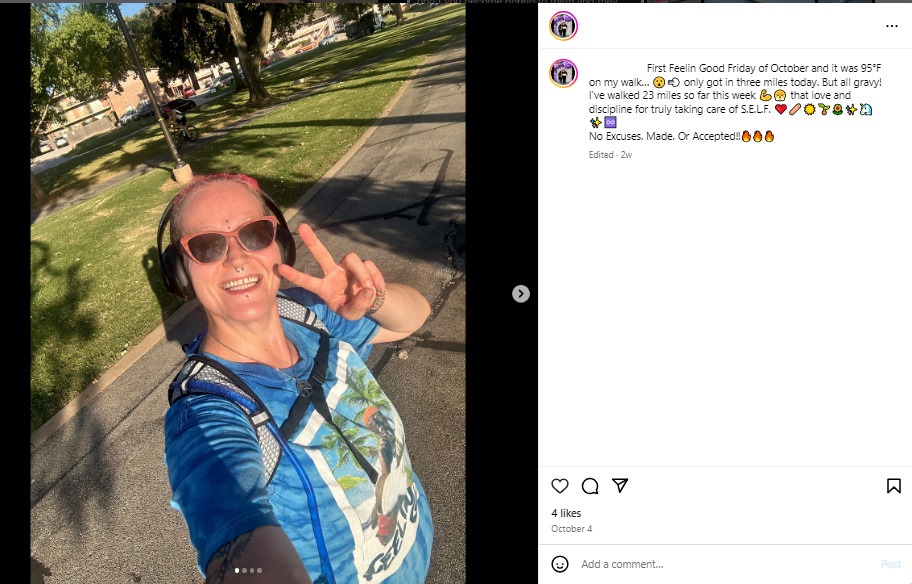 First Feelin Good Friday of October and it was 95°F
on my walk... 😮💨 only got in three miles today. But all gravy!
I've walked 23 miles so far this week 💪😤 that love and
discipline for truly taking care of S.E.L.F. ❤️🩹🌞🌱🌻✨🧊
✨♾️
No Excuses. Made. Or Accepted!!🔥🔥🔥
Edited · 2w
FEELIN
4 likes
October 4
Add a comment...
Post